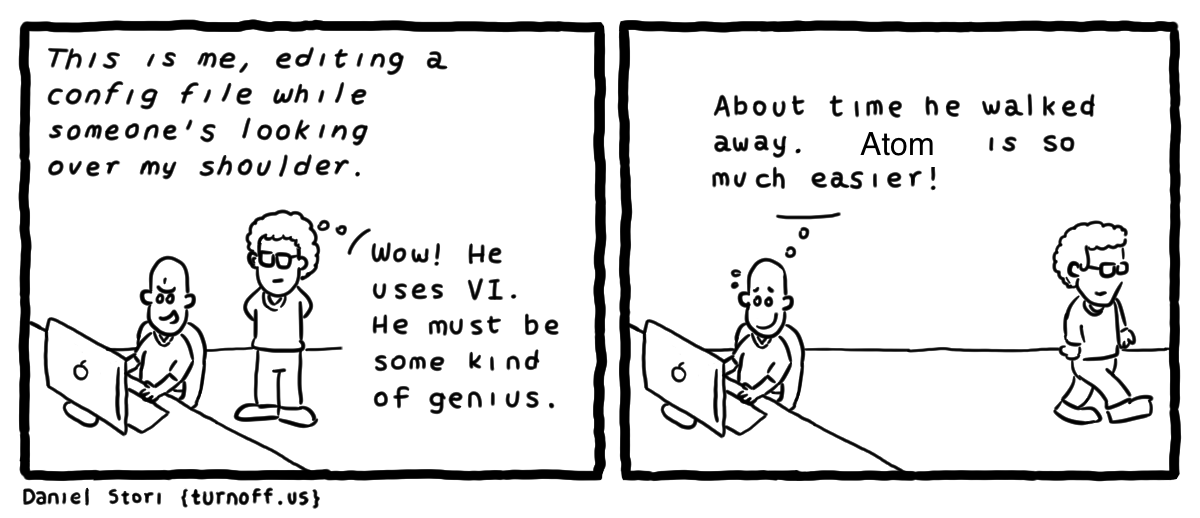 This is me, editing a
config file while
someone's looking
over my shoulder.
Wow! He
uses VI.
He must be
some kind
of genius.
About time he walked
away. Atom is so
much easier!
Daniel Stori {turnoff.us}